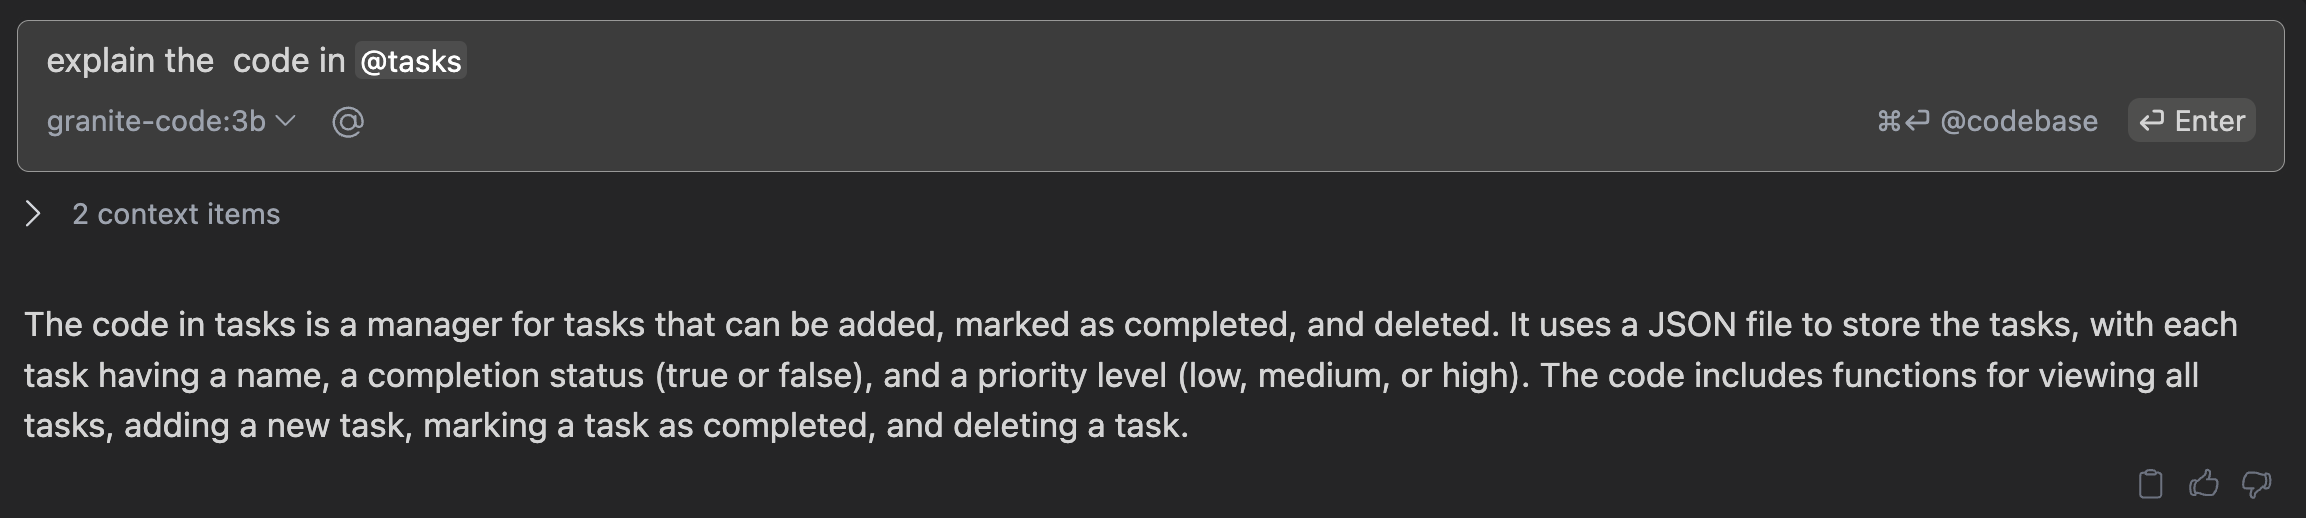 explain the  code in @tasks
granite-code:3b @ ⌘⏎ @codebase ⏎ Enter
2 context items
The code in tasks is a manager for tasks that can be added, marked as completed, and deleted. It uses a JSON file to store the tasks, with each
task having a name, a completion status (true or false), and a priority level (low, medium, or high). The code includes functions for viewing all
tasks, adding a new task, marking a task as completed, and deleting a task.